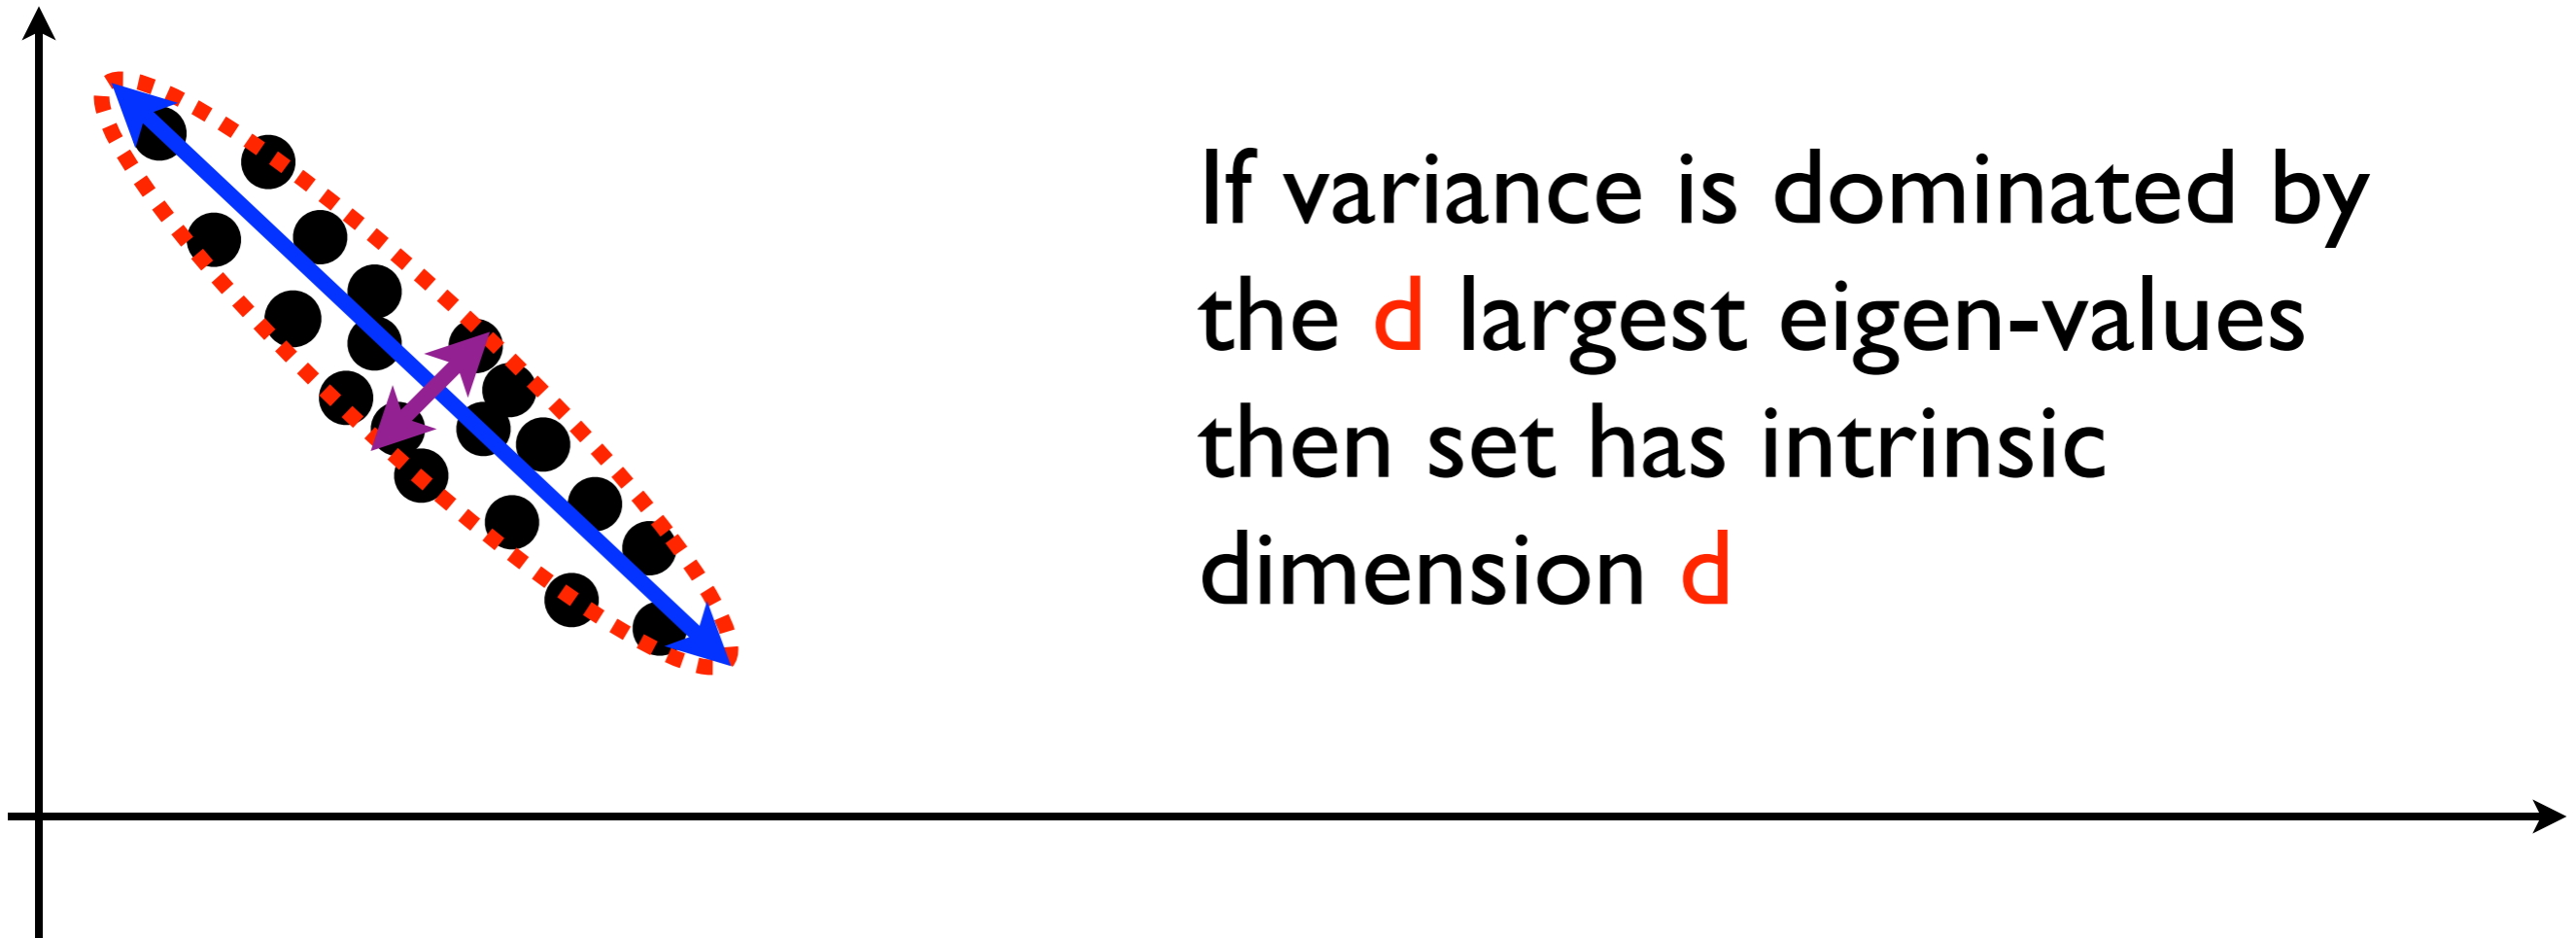 If variance is dominated by
the d largest eigen-values
then set has intrinsic
dimension d